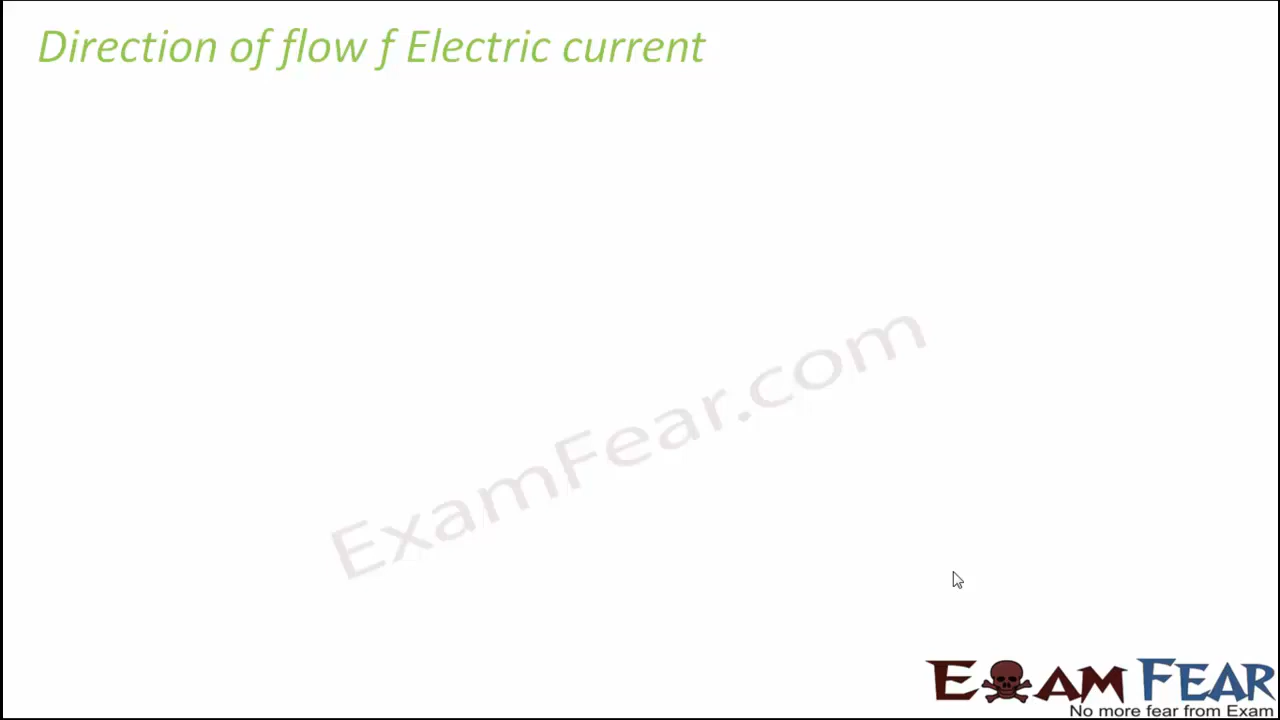 Direction of flow f Electric current
ExamFear.com
EXAM FEAR
No more fear from Exam